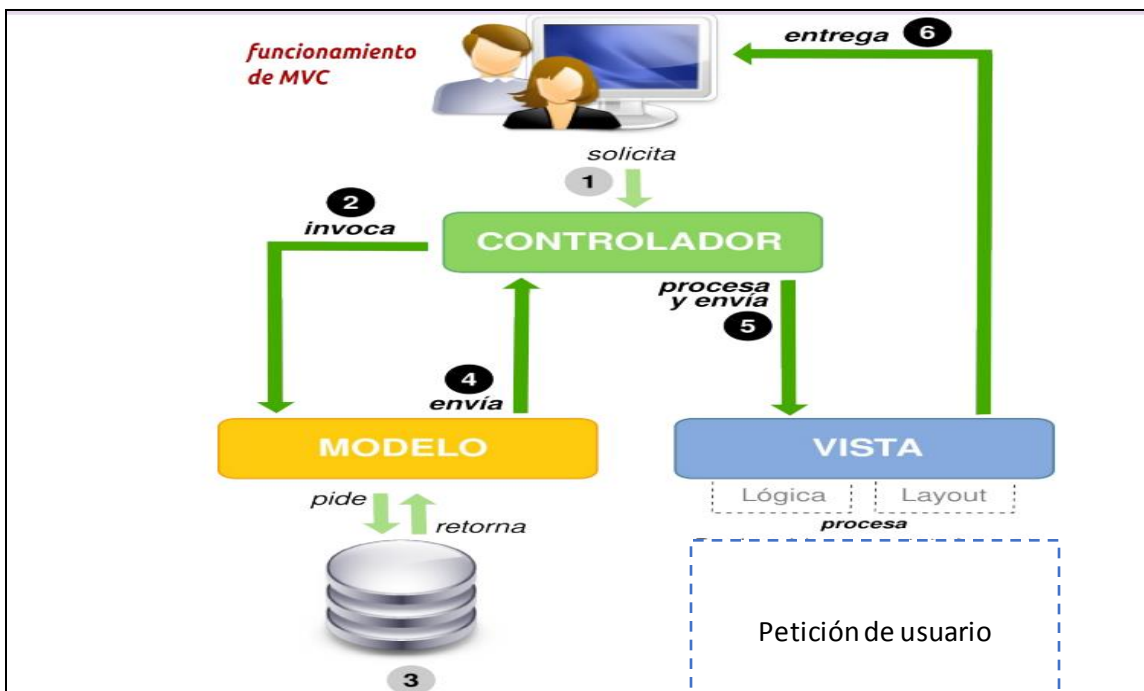 funcionamiento
de MVC
entrega 6
solicita
1
2
invoca
CONTROLADOR
procesa
y envía
5
4
envía
MODELO
VISTA
pide
retorna
Lógica
Layout
procesa
Petición de usuario
3